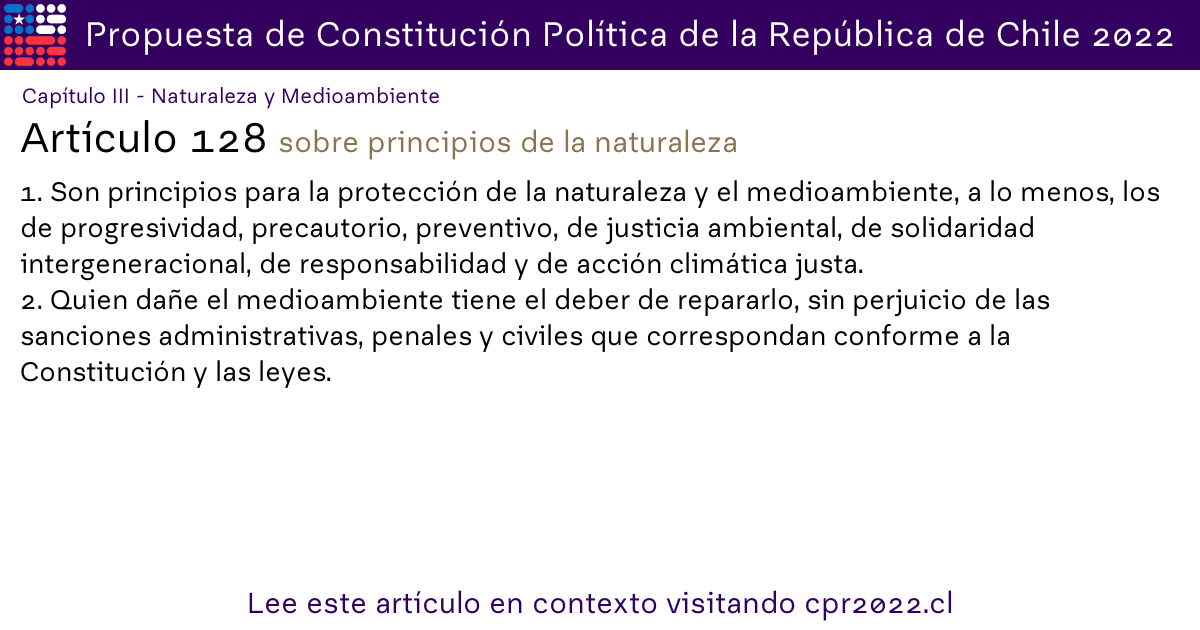 Propuesta de Constitución Política de la República de Chile 2022
Capítulo III - Naturaleza y Medioambiente
Artículo 128 sobre principios de la naturaleza
1. Son principios para la protección de la naturaleza y el medioambiente, a lo menos, los
de progresividad, precautorio, preventivo, de justicia ambiental, de solidaridad
intergeneracional, de responsabilidad y de acción climática justa.
2. Quien dañe el medioambiente tiene el deber de repararlo, sin perjuicio de las
sanciones administrativas, penales y civiles que correspondan conforme a la
Constitución y las leyes.
Lee este artículo en contexto visitando cpr2022.cl